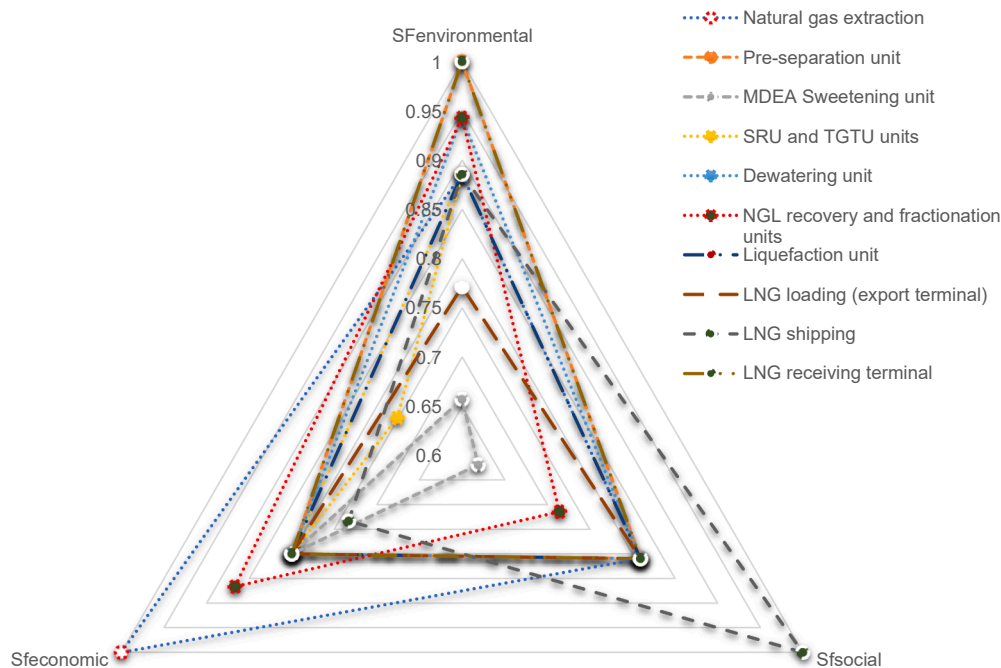 SFenvironmental
1
0.95
0.9
0.85
0.8
0.75
0.7
0.65
0.6
Sfeconomic
Sfsocial
Natural gas extraction
Pre-separation unit
MDEA Sweetening unit
SRU and TGTU units
Dewatering unit
NGL recovery and fractionation
units
Liquefaction unit
LNG loading (export terminal)
LNG shipping
LNG receiving terminal